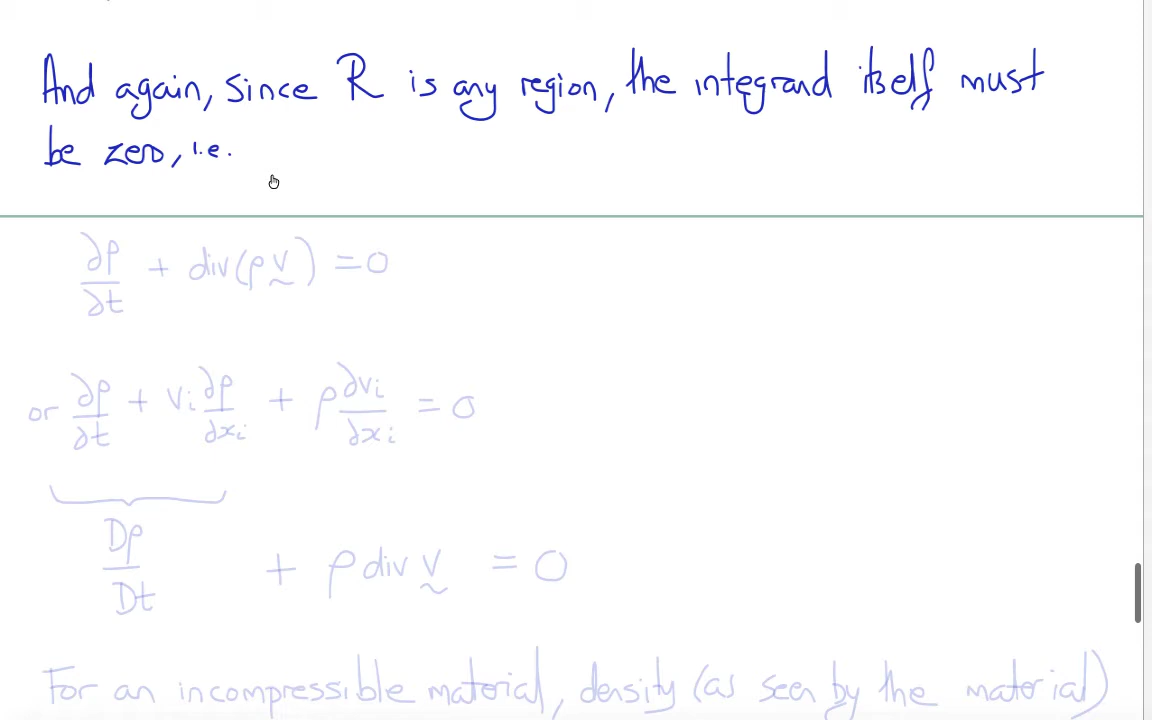 And again, since R is any region, the integrand itself must
be zero, i.e.
∂ρ/∂t + div(ρv) = 0
or ∂ρ/∂t + vᵢ ∂ρ/∂xᵢ + ρ ∂vᵢ/∂xᵢ = 0
Dρ/Dt + ρ div v = 0
For an incompressible material, density (as seen by the material)